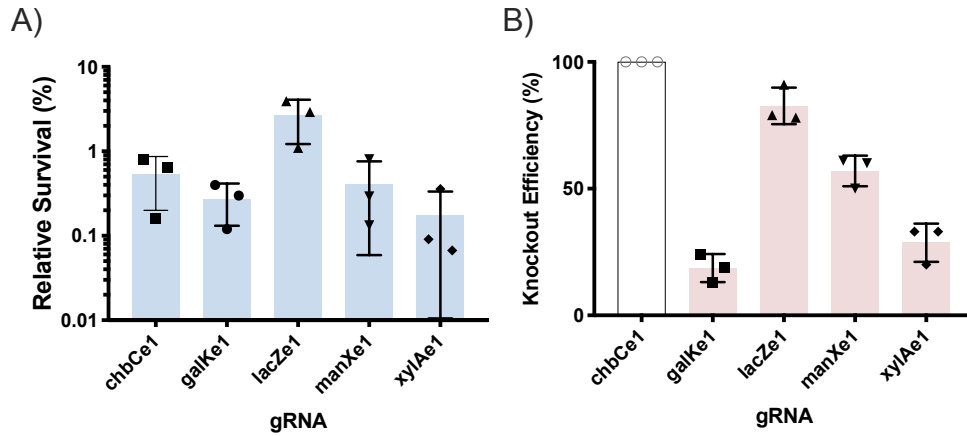 A)
Relative Survival (%)
10
1
0.1
0.01
chbCe1
galKe1
lacZe1
manXe1
xylAe1
gRNA
B)
Knockout Efficiency (%)
100
50
0
chbCe1
galKe1
lacZe1
manXe1
xylAe1
gRNA